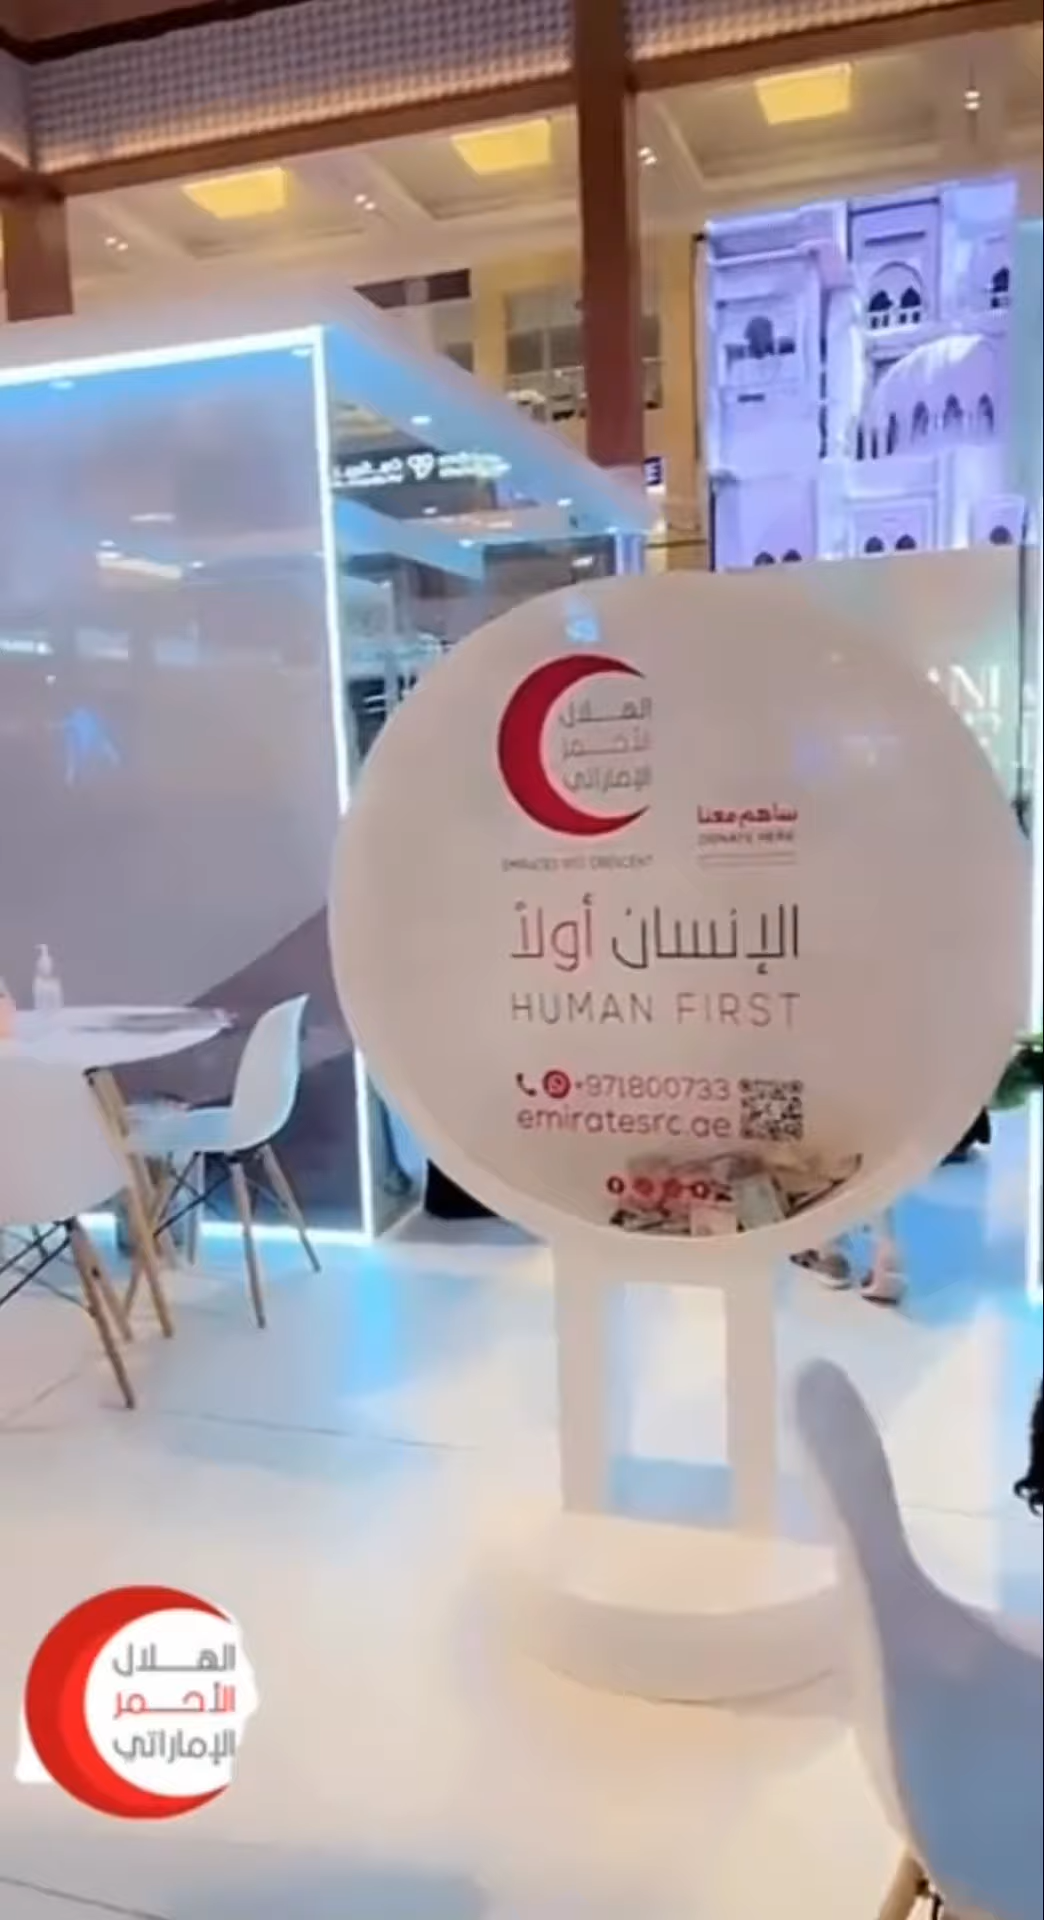 الهلال
الأحمر
الإماراتي
EMIRATES RED CRESCENT
ساهم معنا
DONATE HERE
الإنسان أولاً
HUMAN FIRST
+971800733
emiratesrc.ae
الهلال
الأحمر
الإماراتي